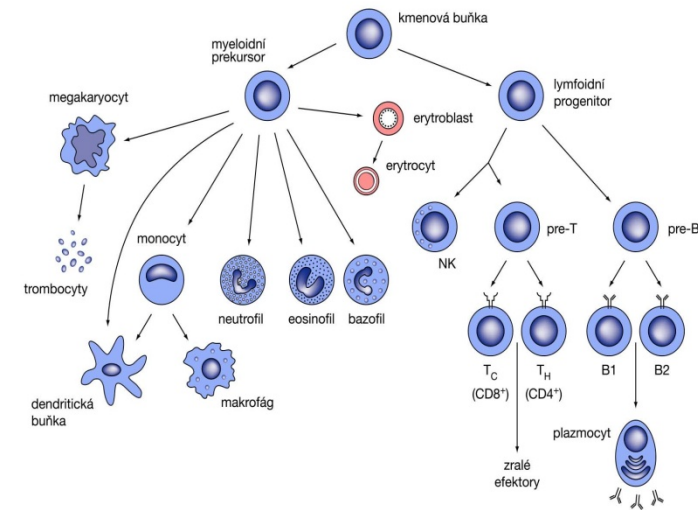 kmenová buňka
myeloidní
prekursor
lymfoidní
progenitor
megakaryocyt
erytroblast
erytrocyt
trombocyty
monocyt
neutrofil
eosinofil
bazofil
NK
pre-T
pre-B
dendritická
buňka
makrofág
T_C
(CD8⁺)
T_H
(CD4⁺)
B1
B2
plazmocyt
zralé
efektory